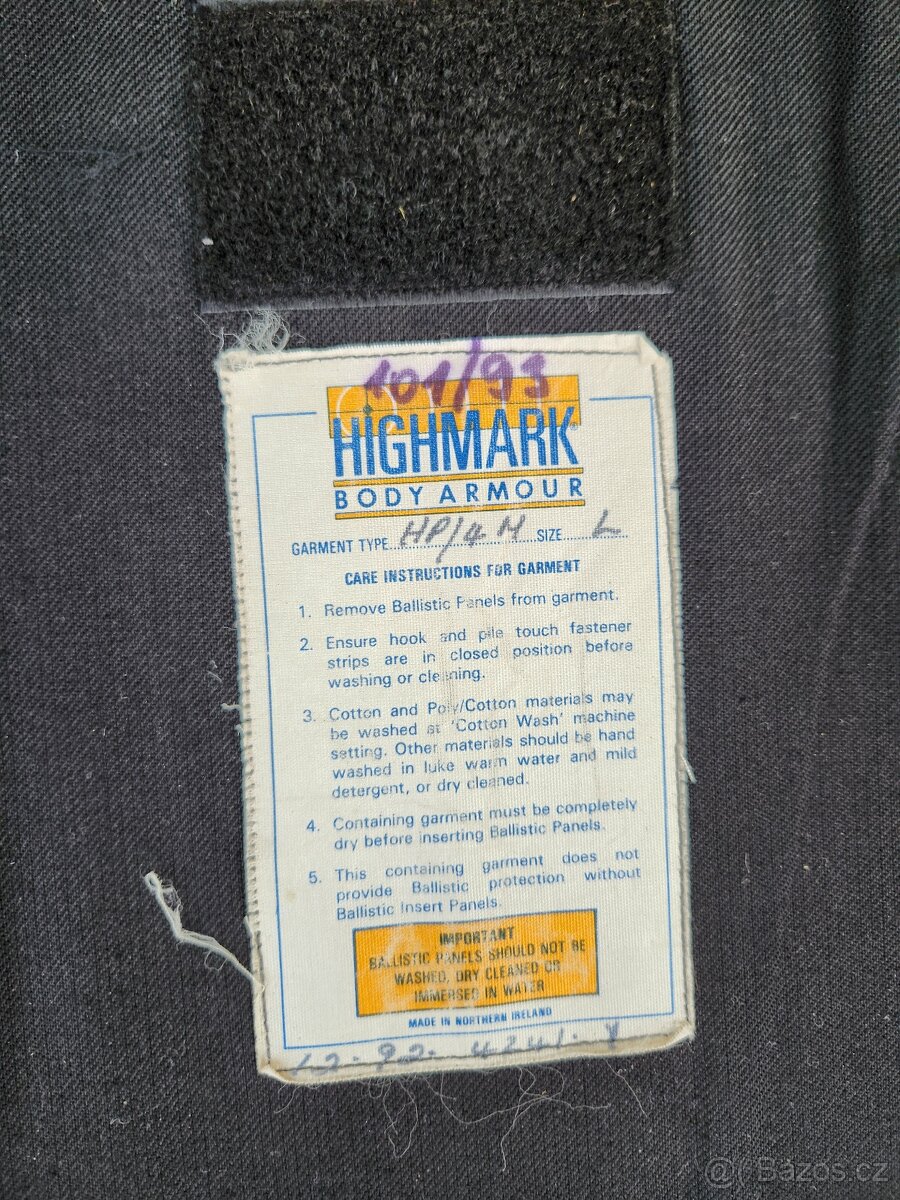 101/93
HIGHMARK
BODY ARMOUR
GARMENT TYPE...HP/4 M...SIZE...L...
CARE INSTRUCTIONS FOR GARMENT
1. Remove Ballistic Panels from garment.
2. Ensure hook and pile touch fastener
strips are in closed position before
washing or cleaning.
3. Cotton and Poly/Cotton materials may
be washed at 'Cotton Wash' machine
setting. Other materials should be hand
washed in luke warm water and mild
detergent, or dry cleaned.
4. Containing garment must be completely
dry before inserting Ballistic Panels.
5. This containing garment does not
provide Ballistic protection without
Ballistic Insert Panels.
IMPORTANT
BALLISTIC PANELS SHOULD NOT BE
WASHED, DRY CLEANED OR
IMMERSED IN WATER
MADE IN NORTHERN IRELAND
92. 4241.
@ Bazos.cz